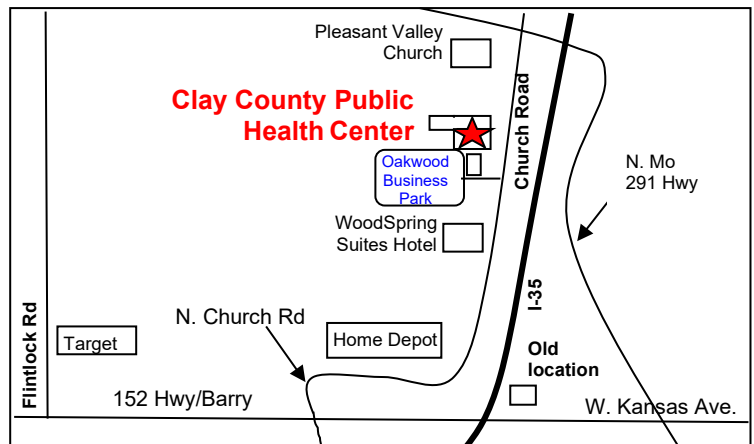 Pleasant Valley
Church
Clay County Public
Health Center
Church Road
Oakwood
Business
Park
N. Mo
291 Hwy
WoodSpring
Suites Hotel
I-35
N. Church Rd
Flintlock Rd
Target
Home Depot
Old
location
152 Hwy/Barry
W. Kansas Ave.